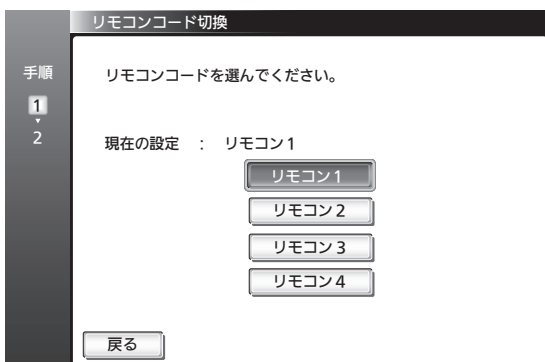 リモコンコード切換
手順
1
2
リモコンコードを選んでください。
現在の設定 : リモコン1
リモコン1
リモコン2
リモコン3
リモコン4
戻る